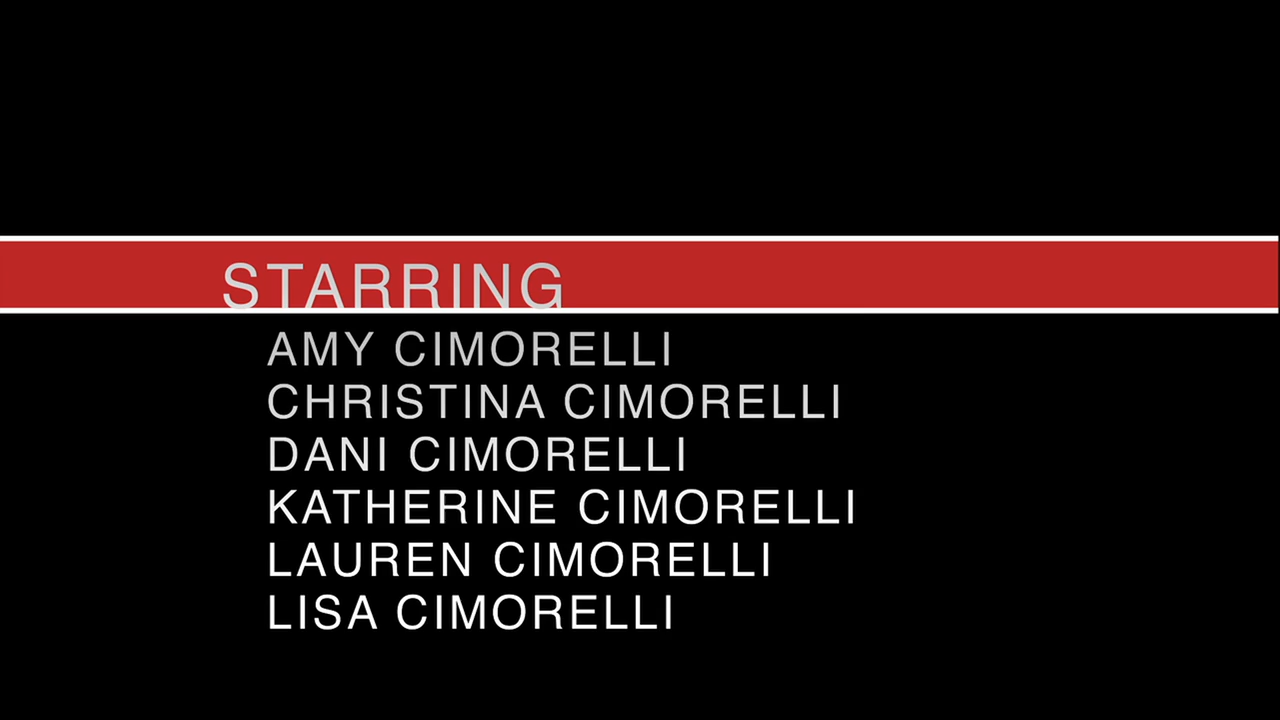 STARRING
AMY CIMORELLI
CHRISTINA CIMORELLI
DANI CIMORELLI
KATHERINE CIMORELLI
LAUREN CIMORELLI
LISA CIMORELLI